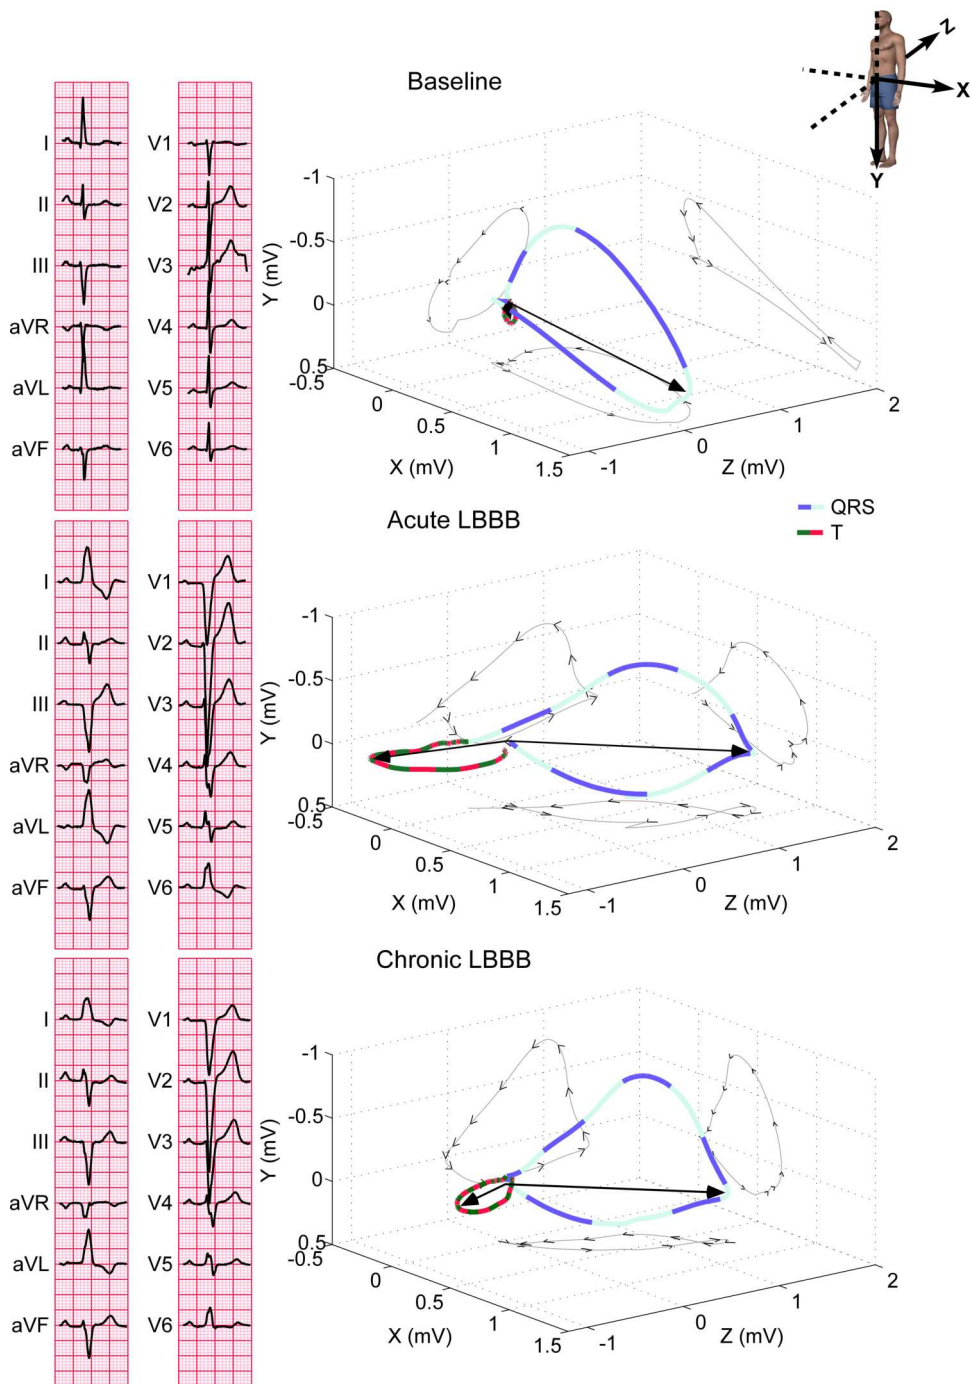 Baseline
Z
X
Y
I
II
III
aVR
aVL
aVF
V1
V2
V3
V4
V5
V6
-1
-0.5
0
0.5
Y (mV)
-0.5
0
0.5
1
1.5
X (mV)
-1
0
1
2
Z (mV)
Acute LBBB
QRS
T
I
II
III
aVR
aVL
aVF
V1
V2
V3
V4
V5
V6
-1
-0.5
0
0.5
Y (mV)
-0.5
0
0.5
1
1.5
X (mV)
-1
0
1
2
Z (mV)
Chronic LBBB
I
II
III
aVR
aVL
aVF
V1
V2
V3
V4
V5
V6
-1
-0.5
0
0.5
Y (mV)
-0.5
0
0.5
1
1.5
X (mV)
-1
0
1
2
Z (mV)